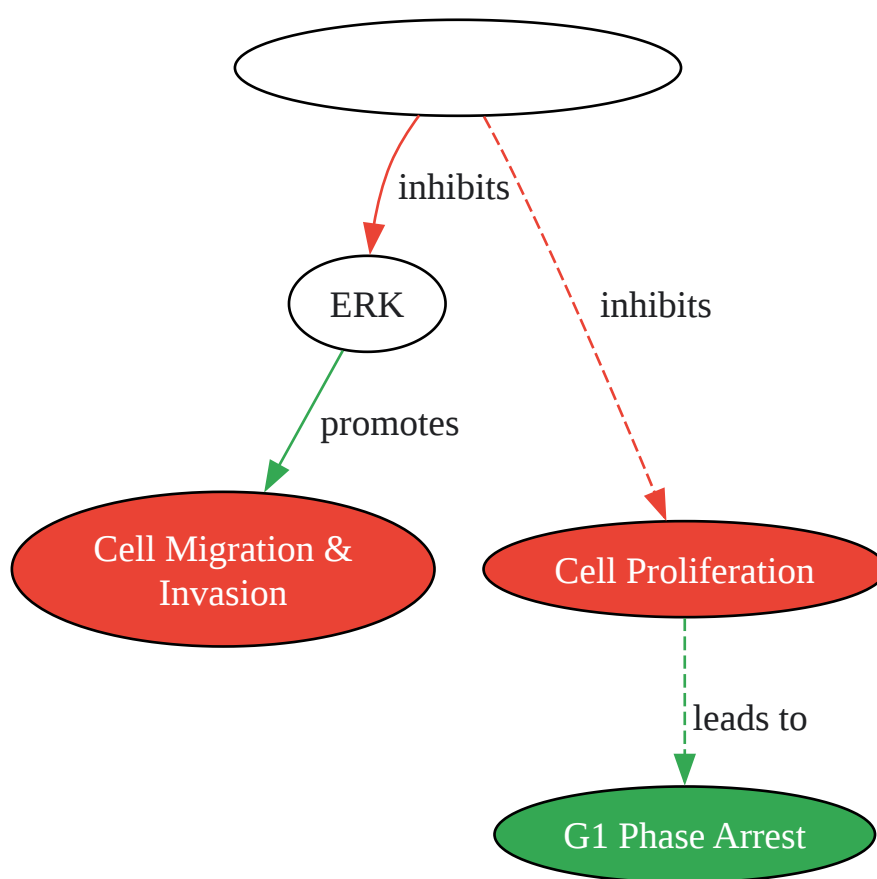 inhibits
ERK
inhibits
promotes
Cell Migration &
Invasion
Cell Proliferation
leads to
G1 Phase Arrest